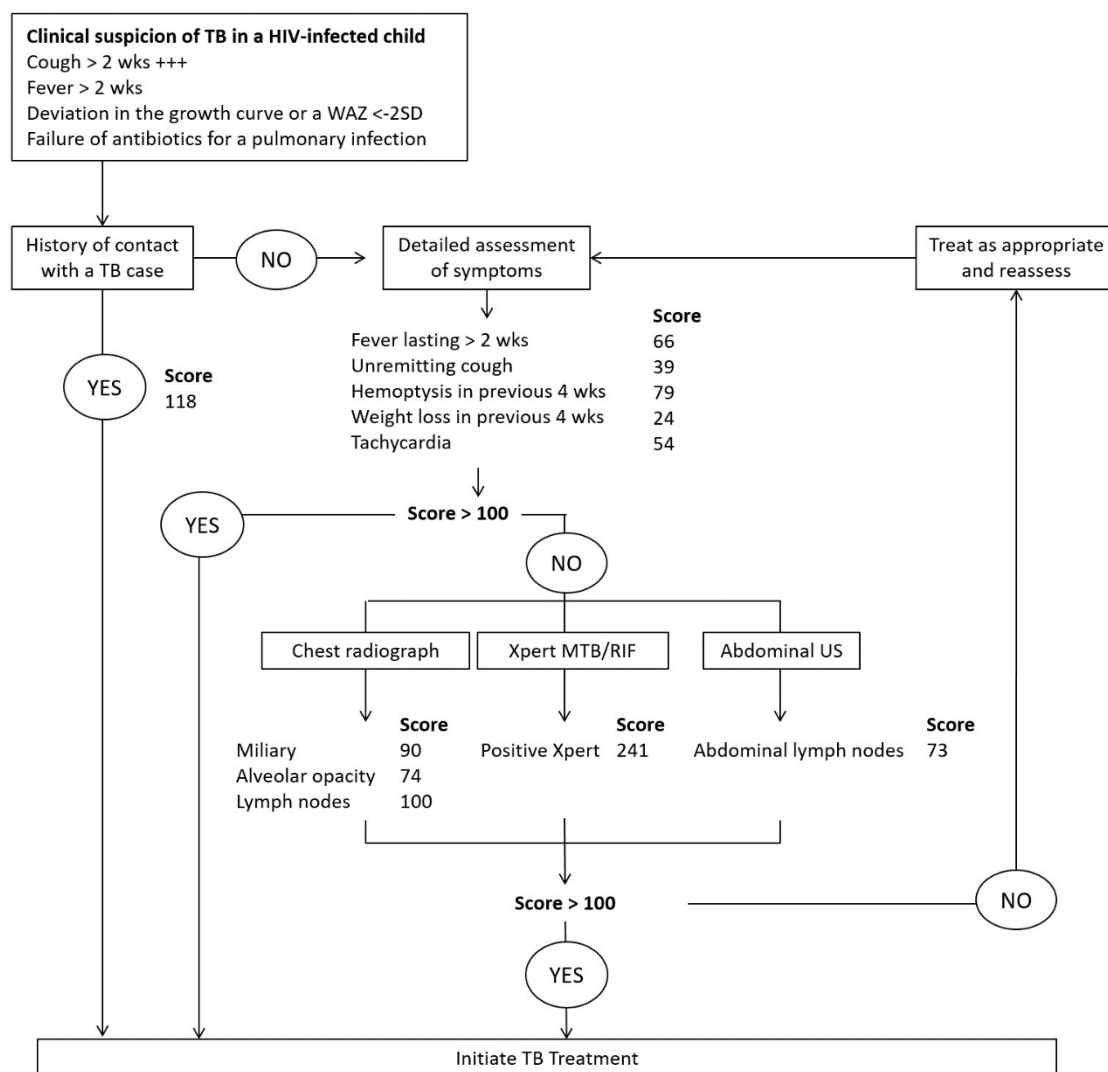 Clinical suspicion of TB in a HIV-infected child
Cough > 2 wks +++
Fever > 2 wks
Deviation in the growth curve or a WAZ <-2SD
Failure of antibiotics for a pulmonary infection
History of contact
with a TB case
NO
Detailed assessment
of symptoms
Treat as appropriate
and reassess
YES
Score
118
Score
Fever lasting > 2 wks 66
Unremitting cough 39
Hemoptysis in previous 4 wks 79
Weight loss in previous 4 wks 24
Tachycardia 54
YES
Score > 100
NO
Chest radiograph
Xpert MTB/RIF
Abdominal US
Score
Miliary 90
Alveolar opacity 74
Lymph nodes 100
Score
Positive Xpert 241
Score
Abdominal lymph nodes 73
Score > 100
NO
YES
Initiate TB Treatment